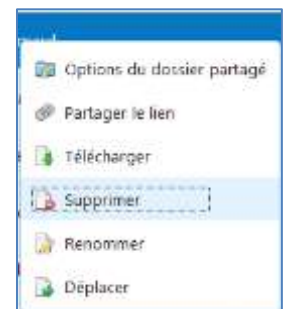 Options du dossier partagé
Partager le lien
Télécharger
Supprimer
Renommer
Déplacer